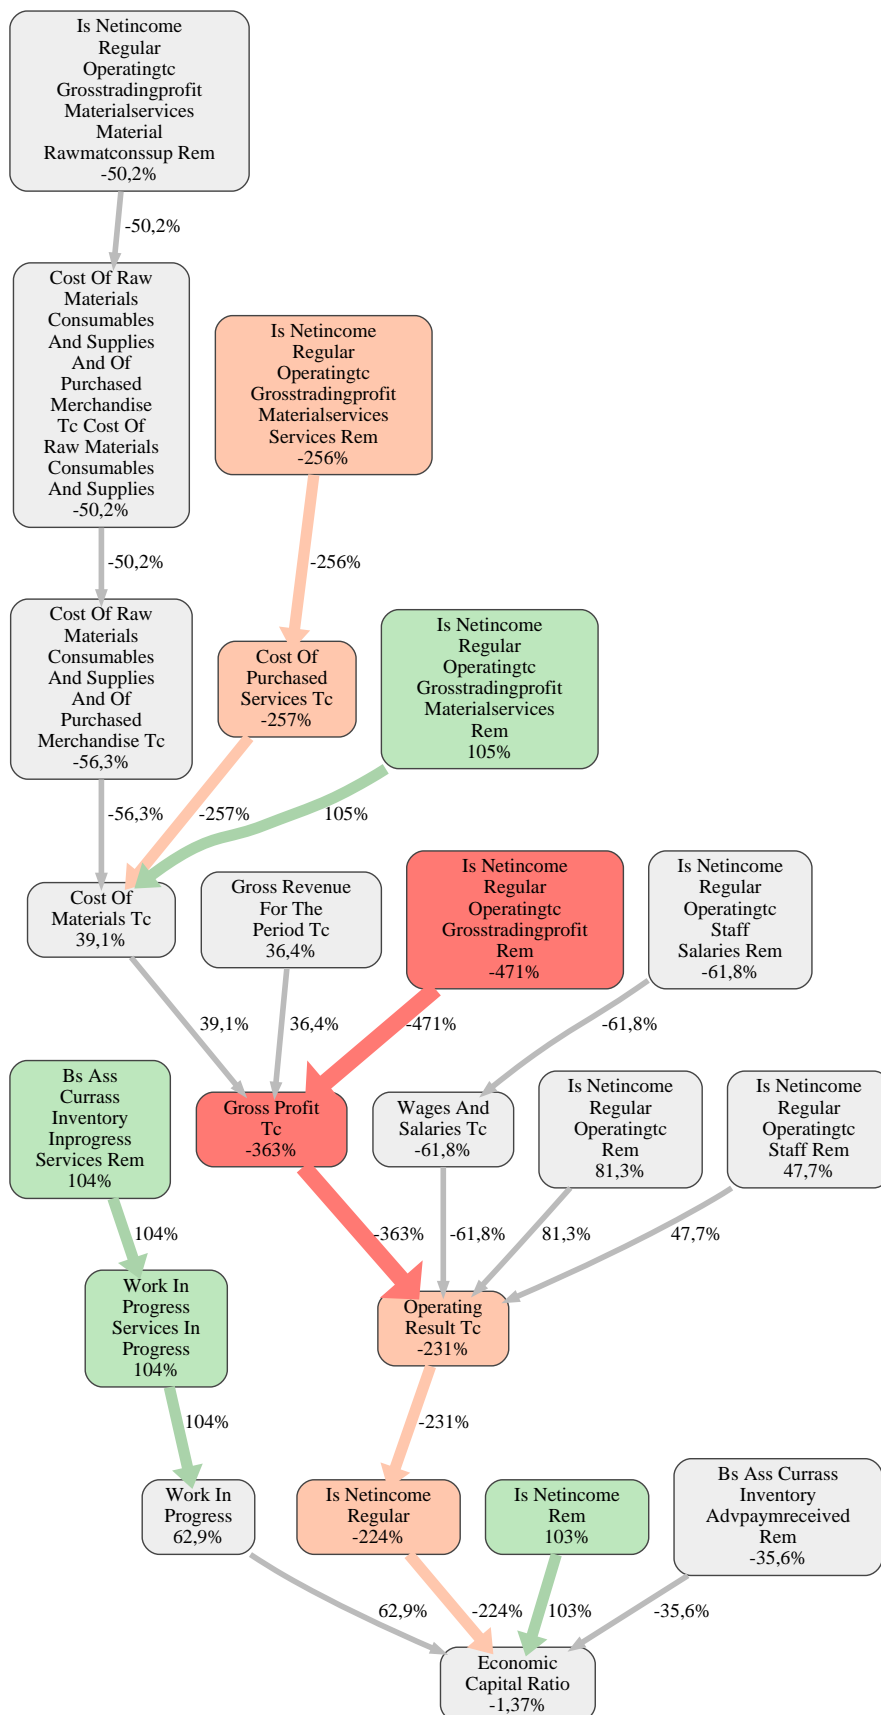 Is Netincome
Regular
Operatingtc
Grosstradingprofit
Materialservices
Material
Rawmatconssup Rem
-50,2%
-50,2%
Cost Of Raw
Materials
Consumables
And Supplies
And Of
Purchased
Merchandise
Tc Cost Of
Raw Materials
Consumables
And Supplies
-50,2%
Is Netincome
Regular
Operatingtc
Grosstradingprofit
Materialservices
Services Rem
-256%
-50,2%
-256%
Cost Of Raw
Materials
Consumables
And Supplies
And Of
Purchased
Merchandise Tc
-56,3%
Cost Of
Purchased
Services Tc
-257%
Is Netincome
Regular
Operatingtc
Grosstradingprofit
Materialservices
Rem
105%
-56,3%
-257%
105%
Cost Of
Materials Tc
39,1%
Gross Revenue
For The
Period Tc
36,4%
Is Netincome
Regular
Operatingtc
Grosstradingprofit
Rem
-471%
Is Netincome
Regular
Operatingtc
Staff
Salaries Rem
-61,8%
39,1%
36,4%
-471%
-61,8%
Bs Ass
Currass
Inventory
Inprogress
Services Rem
104%
Gross Profit
Tc
-363%
Wages And
Salaries Tc
-61,8%
Is Netincome
Regular
Operatingtc
Rem
81,3%
Is Netincome
Regular
Operatingtc
Staff Rem
47,7%
104%
-363%
-61,8%
81,3%
47,7%
Work In
Progress
Services In
Progress
104%
Operating
Result Tc
-231%
104%
-231%
Work In
Progress
62,9%
Is Netincome
Regular
-224%
Is Netincome
Rem
103%
Bs Ass Currass
Inventory
Advpaymreceived
Rem
-35,6%
62,9%
-224%
103%
-35,6%
Economic
Capital Ratio
-1,37%